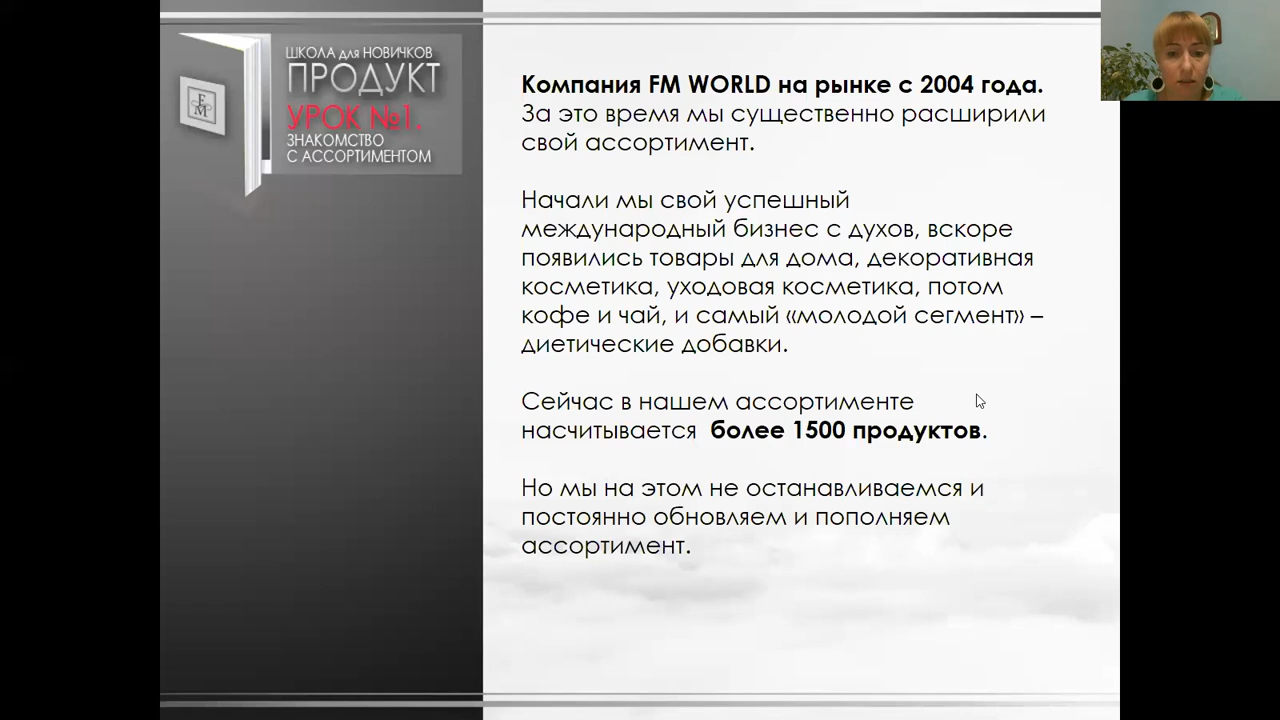 ШКОЛА для НОВИЧКОВ
ПРОДУКТ
УРОК №1.
ЗНАКОМСТВО
С АССОРТИМЕНТОМ
FM
Компания FM WORLD на рынке с 2004 года.
За это время мы существенно расширили
свой ассортимент.
Начали мы свой успешный
международный бизнес с духов, вскоре
появились товары для дома, декоративная
косметика, уходовая косметика, потом
кофе и чай, и самый «молодой сегмент» –
диетические добавки.
Сейчас в нашем ассортименте
насчитывается более 1500 продуктов.
Но мы на этом не останавливаемся и
постоянно обновляем и пополняем
ассортимент.